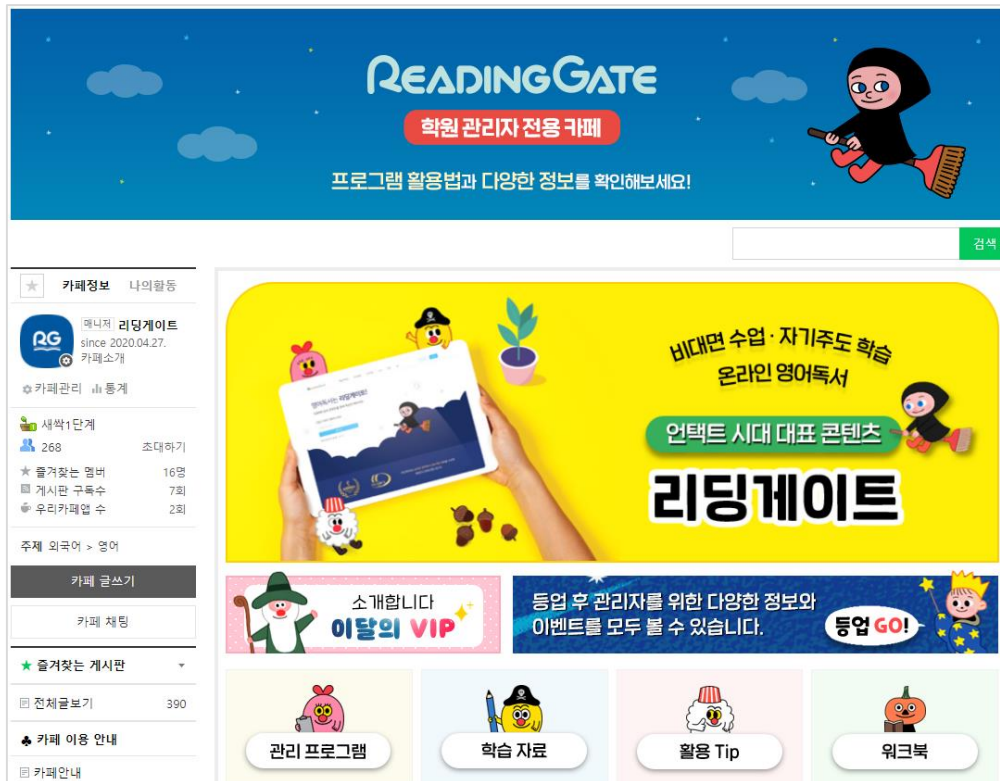 READINGGATE
학원 관리자 전용 카페
프로그램 활용법과 다양한 정보를 확인해보세요!
검색
카페정보 나의활동
RG
매니저 리딩게이트
since 2020.04.27.
카페소개
카페관리 통계
새싹1단계
268 초대하기
즐겨찾는 멤버 16명
게시판 구독수 7회
우리카페앱 수 2회
주제 외국어 > 영어
카페 글쓰기
카페 채팅
즐겨찾는 게시판
전체글보기 390
카페 이용 안내
카페안내
비대면 수업 · 자기주도 학습
온라인 영어독서
언택트 시대 대표 콘텐츠
리딩게이트
소개합니다
이달의 VIP
등업 후 관리자를 위한 다양한 정보와
이벤트를 모두 볼 수 있습니다.
등업 GO!
관리 프로그램
학습 자료
활용 Tip
워크북